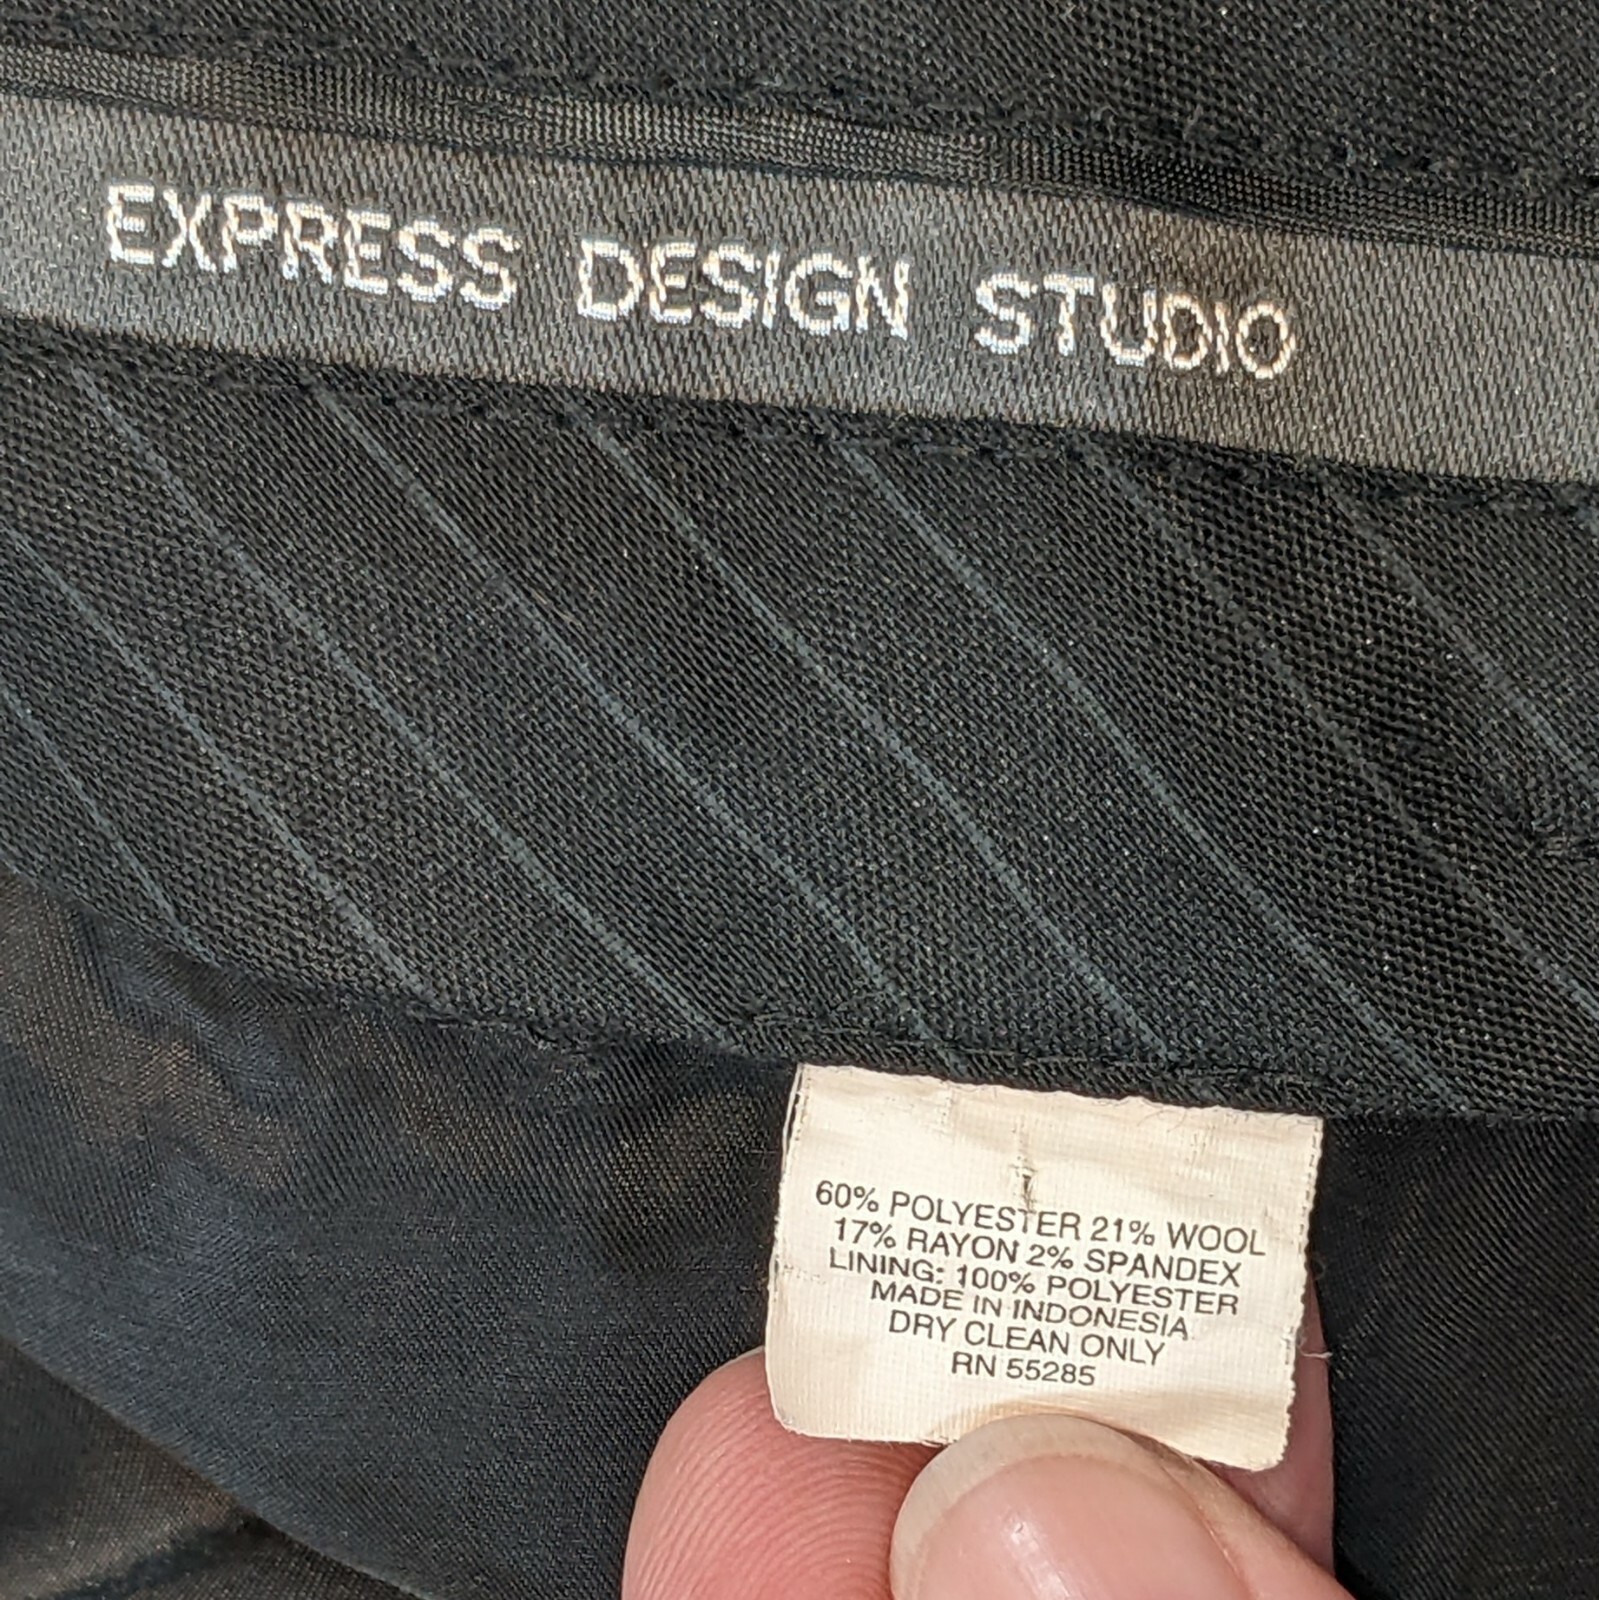 EXPRESS DESIGN STUDIO
60% POLYESTER 21% WOOL
17% RAYON 2% SPANDEX
LINING: 100% POLYESTER
MADE IN INDONESIA
DRY CLEAN ONLY
RN 55285